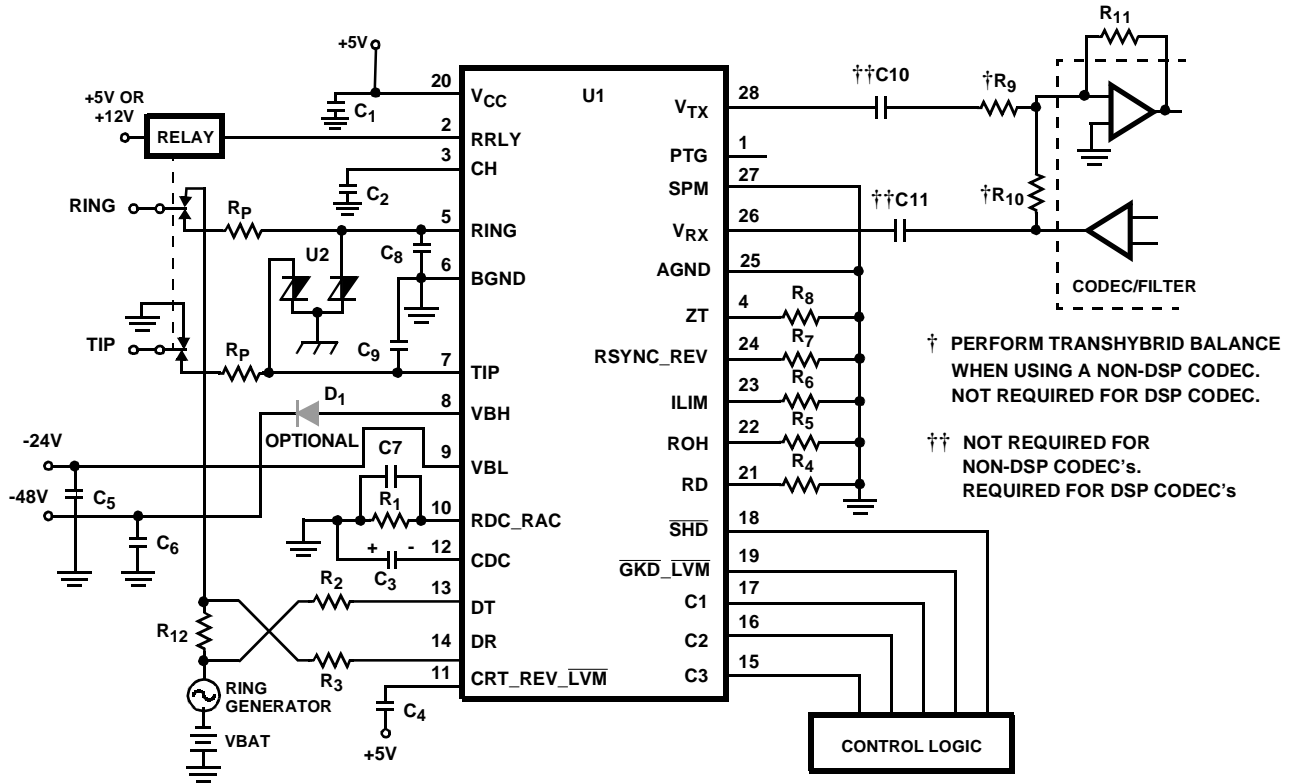 R11
+5V
††C10
†R9
20
VCC
U1
VTX
28
+5V OR
+12V
C1
RELAY
2
RRLY
PTG
1
3
CH
SPM
27
C2
††C11
†R10
RING
RP
5
RING
VRX
26
U2
C8
6
BGND
AGND
25
CODEC/FILTER
ZT
4
R8
TIP
C9
RSYNC_REV
24
R7
RP
7
TIP
ILIM
23
R6
D1
8
VBH
OPTIONAL
ROH
22
R5
-24V
C7
9
VBL
RD
21
R4
-48V
C5
R1
10
RDC_RAC
SHD
18
C6
+ -
12
CDC
C3
GKD_LVM
19
R2
13
DT
C1
17
R12
14
DR
C2
16
R3
11
CRT_REV_LVM
C3
15
RING
GENERATOR
C4
VBAT
+5V
CONTROL LOGIC
† PERFORM TRANSHYBRID BALANCE
WHEN USING A NON-DSP CODEC.
NOT REQUIRED FOR DSP CODEC.
†† NOT REQUIRED FOR
NON-DSP CODEC's.
REQUIRED FOR DSP CODEC's